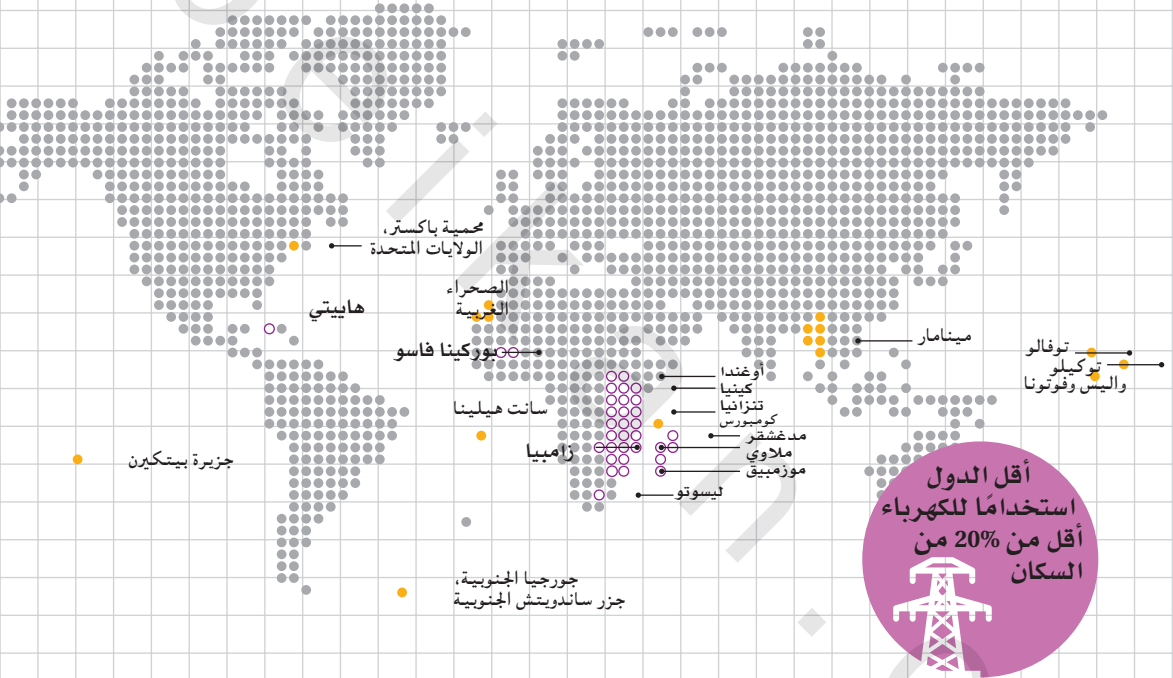 محمية باكستر،
الولايات المتحدة
الصحراء
الغربية
هاييتي
بوركينا فاسو
مينامار
توفالو
توكيلو
واليس وفوتونا
أوغندا
كينيا
تنزانيا
كومبورس
مدغشقر
ملاوي
موزمبيق
سانت هيلينا
زامبيا
جزيرة بيتكيرن
ليسوتو
جورجيا الجنوبية،
جزر ساندويتش الجنوبية
أقل الدول
استخدامًا للكهرباء
أقل من 20% من
السكان